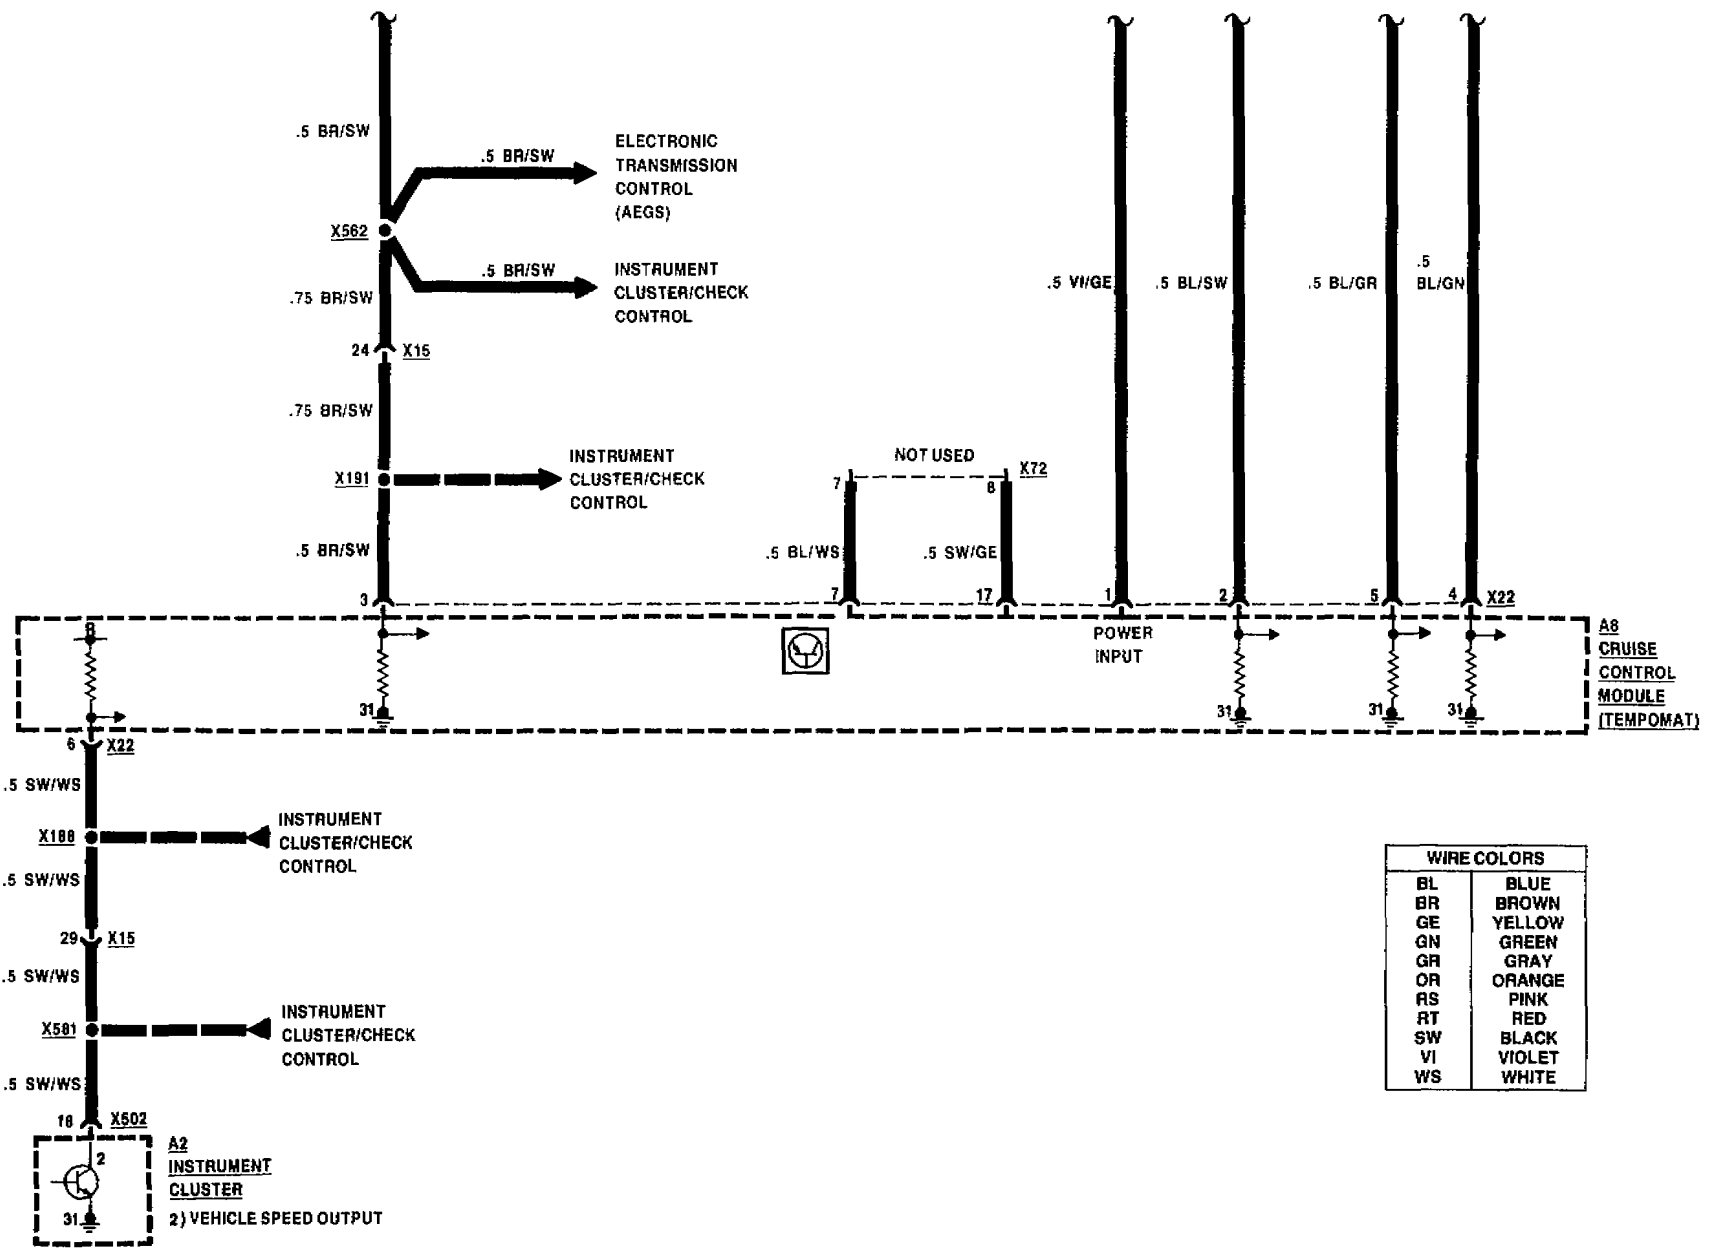 .5 BR/SW
.5 BR/SW
ELECTRONIC
TRANSMISSION
CONTROL
(AEGS)
X562
.5 BR/SW
INSTRUMENT
CLUSTER/CHECK
CONTROL
.75 BR/SW
24 X15
.5 VI/GE
.5 BL/SW
.5 BL/GR
.5
BL/GN
.75 BR/SW
X191
INSTRUMENT
CLUSTER/CHECK
CONTROL
NOT USED
7 8 X72
.5 BR/SW
.5 BL/WS
.5 SW/GE
3 7 17 1 2 5 4 X22
POWER
INPUT
31 31 31 31
A8
CRUISE
CONTROL
MODULE
(TEMPOMAT)
6 X22
.5 SW/WS
X188
INSTRUMENT
CLUSTER/CHECK
CONTROL
.5 SW/WS
29 X15
.5 SW/WS
X581
INSTRUMENT
CLUSTER/CHECK
CONTROL
.5 SW/WS
18 X502
2
31
A2
INSTRUMENT
CLUSTER
2) VEHICLE SPEED OUTPUT
WIRE COLORS
BL BLUE
BR BROWN
GE YELLOW
GN GREEN
GR GRAY
OR ORANGE
RS PINK
RT RED
SW BLACK
VI VIOLET
WS WHITE